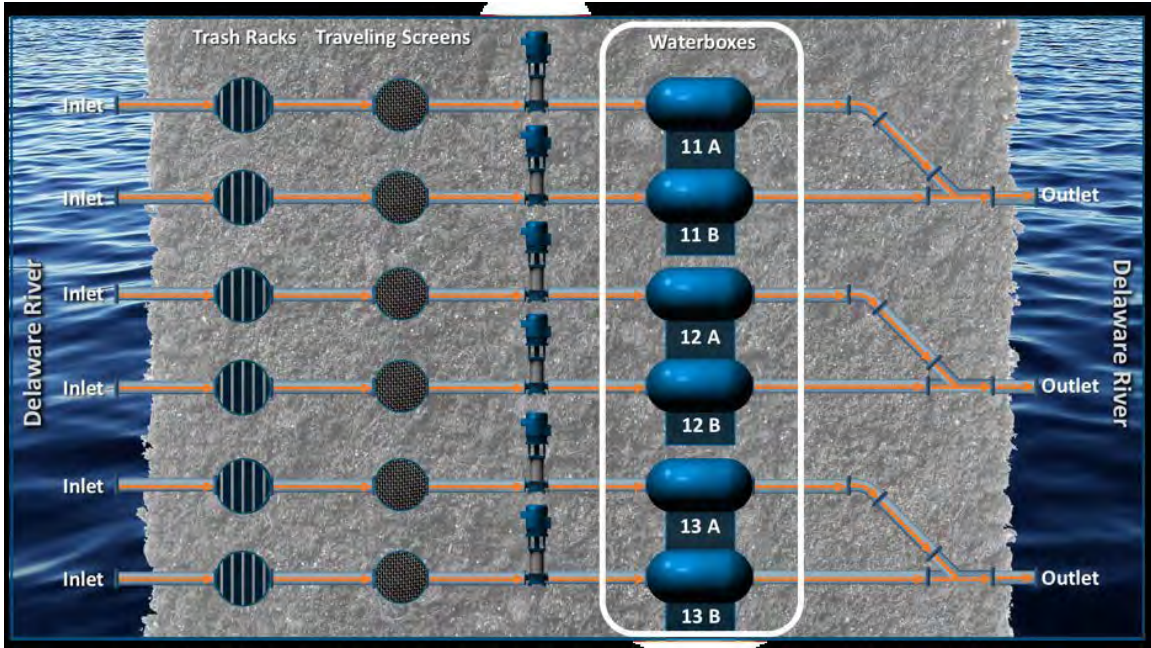 Trash Racks Traveling Screens Waterboxes
Inlet
11 A
Inlet
Outlet
11 B
Delaware River
Inlet
12 A
Inlet
Outlet
12 B
Delaware River
Inlet
13 A
Inlet
Outlet
13 B